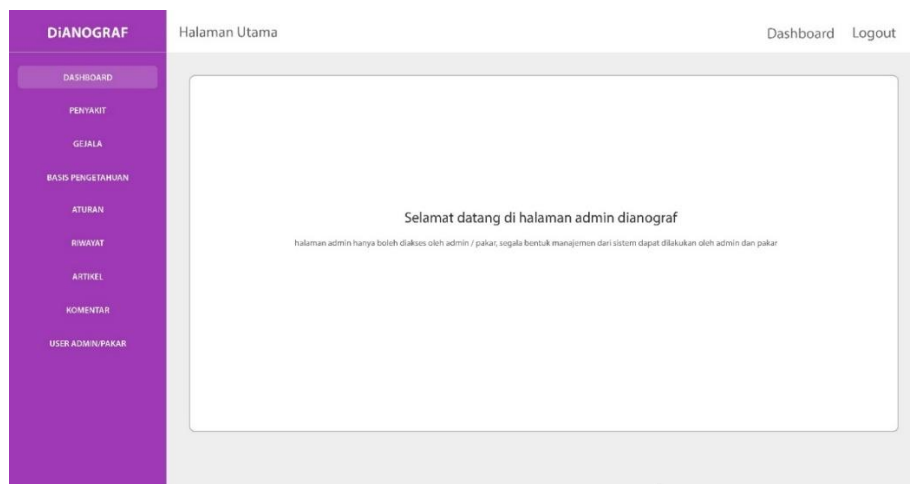 DiANOGRAF
Halaman Utama
Dashboard
Logout
DASHBOARD
PENYAKIT
GEJALA
BASIS PENGETAHUAN
ATURAN
RIWAYAT
ARTIKEL
KOMENTAR
USER ADMIN/PAKAR
Selamat datang di halaman admin dianograf
halaman admin hanya boleh diakses oleh admin / pakar, segala bentuk manajemen dari sistem dapat dilakukan oleh admin dan pakar